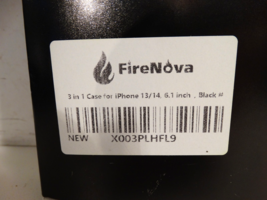 FireNova
3 in 1 Case for iPhone 13/14, 6.1 inch , Black #
NEW X003PLHFL9